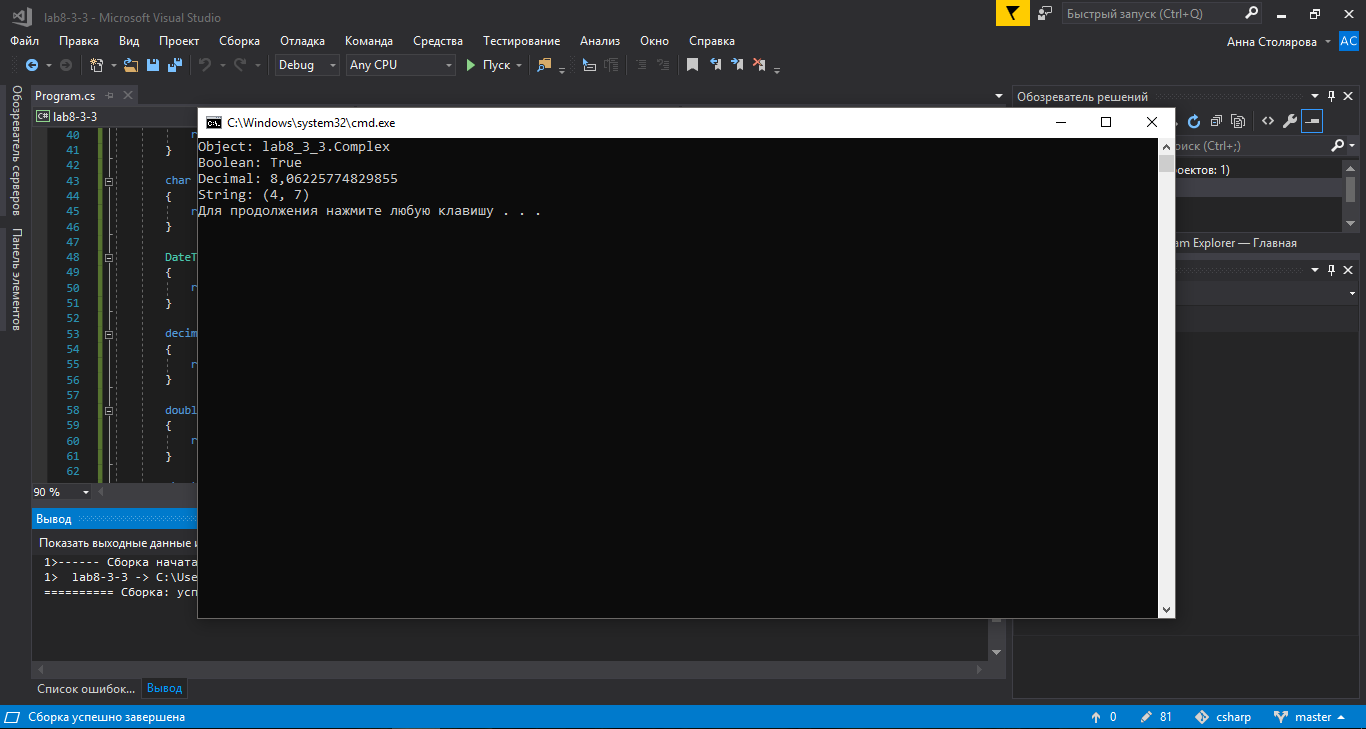 lab8-3-3 - Microsoft Visual Studio
Быстрый запуск (Ctrl+Q)
Файл Правка Вид Проект Сборка Отладка Команда Средства Тестирование Анализ Окно Справка
Анна Столярова АС
Debug Any CPU Пуск
Обозреватель серверов
Панель элементов
Program.cs
lab8-3-3
40
41 }
42
43 char
44 {
45
46 }
47
48 DateT
49 {
50
51 }
52
53 decim
54 {
55
56 }
57
58 doubl
59 {
60
61 }
62
90 %
C:\Windows\system32\cmd.exe
Object: lab8_3_3.Complex
Boolean: True
Decimal: 8,06225774829855
String: (4, 7)
Для продолжения нажмите любую клавишу . . .
Обозреватель решений
оиск (Ctrl+;)
роектов: 1)
am Explorer — Главная
Вывод
Показать выходные данные и
1>------ Сборка начата
1> lab8-3-3 -> C:\Use
========== Сборка: усп
Список ошибок... Вывод
Сборка успешно завершена
0 81 csharp master